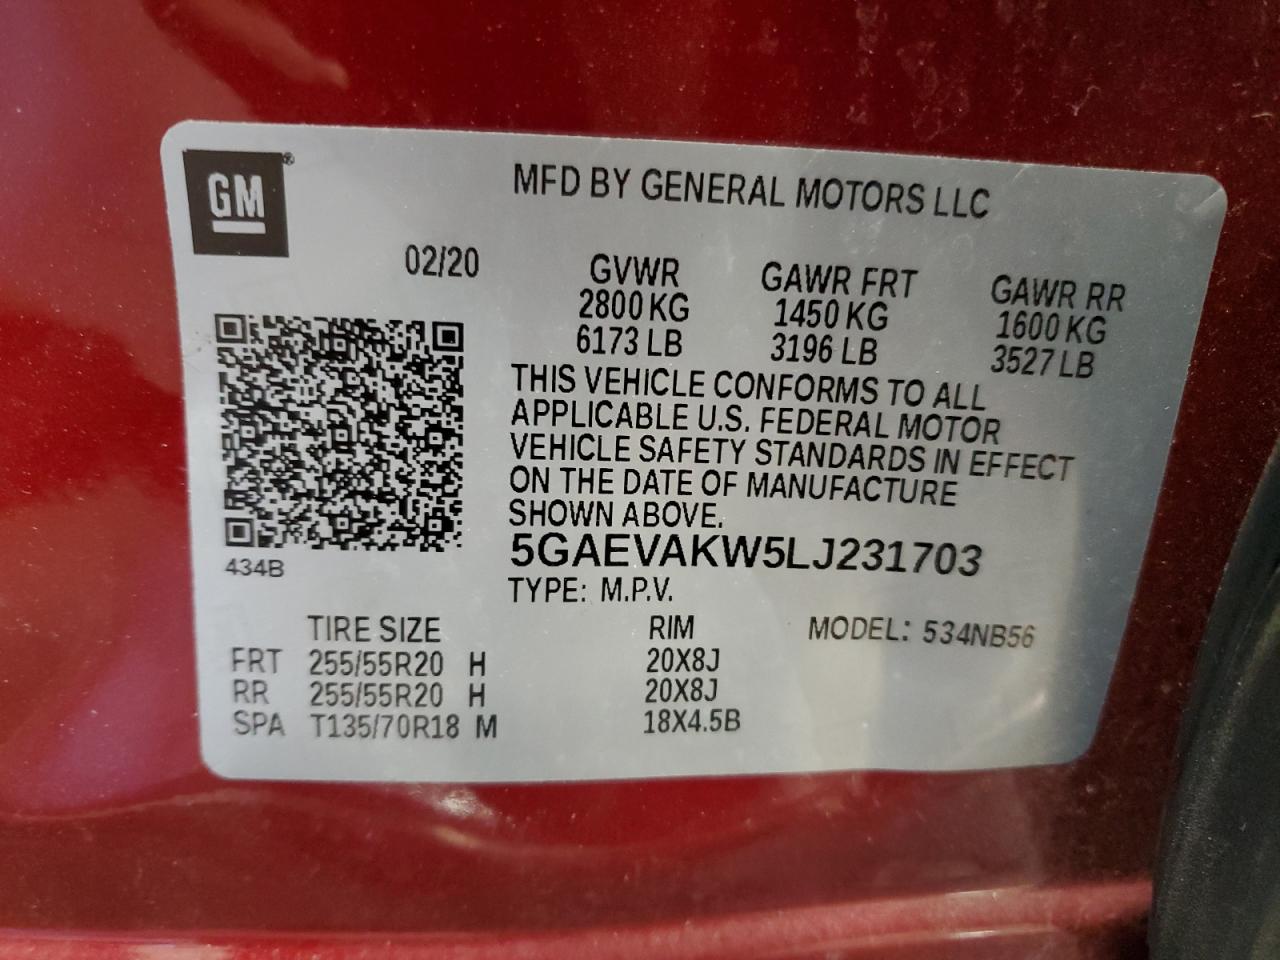 GM®
MFD BY GENERAL MOTORS LLC
02/20
GVWR GAWR FRT GAWR RR
2800 KG 1450 KG 1600 KG
6173 LB 3196 LB 3527 LB
THIS VEHICLE CONFORMS TO ALL
APPLICABLE U.S. FEDERAL MOTOR
VEHICLE SAFETY STANDARDS IN EFFECT
ON THE DATE OF MANUFACTURE
SHOWN ABOVE.
5GAEVAKW5LJ231703
434B
TYPE: M.P.V.
TIRE SIZE RIM MODEL: 534NB56
FRT 255/55R20 H 20X8J
RR 255/55R20 H 20X8J
SPA T135/70R18 M 18X4.5B